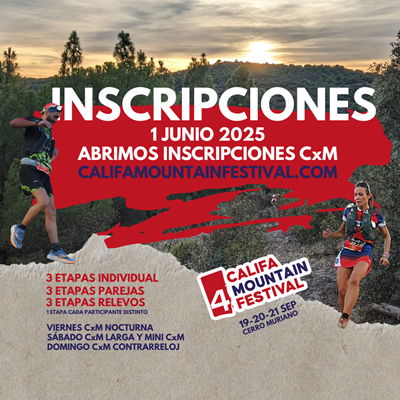 INSCRIPCIONES
1 JUNIO 2025
ABRIMOS INSCRIPCIONES CxM
CALIFAMOUNTAINFESTIVAL.COM
3 ETAPAS INDIVIDUAL
3 ETAPAS PAREJAS
3 ETAPAS RELEVOS
1 ETAPA CADA PARTICIPANTE DISTINTO
VIERNES CxM NOCTURNA
SÁBADO CxM LARGA Y MINI CxM
DOMINGO CxM CONTRARRELOJ
4
CALIFA
MOUNTAIN
FESTIVAL
19-20-21 SEP
CERRO MURIANO